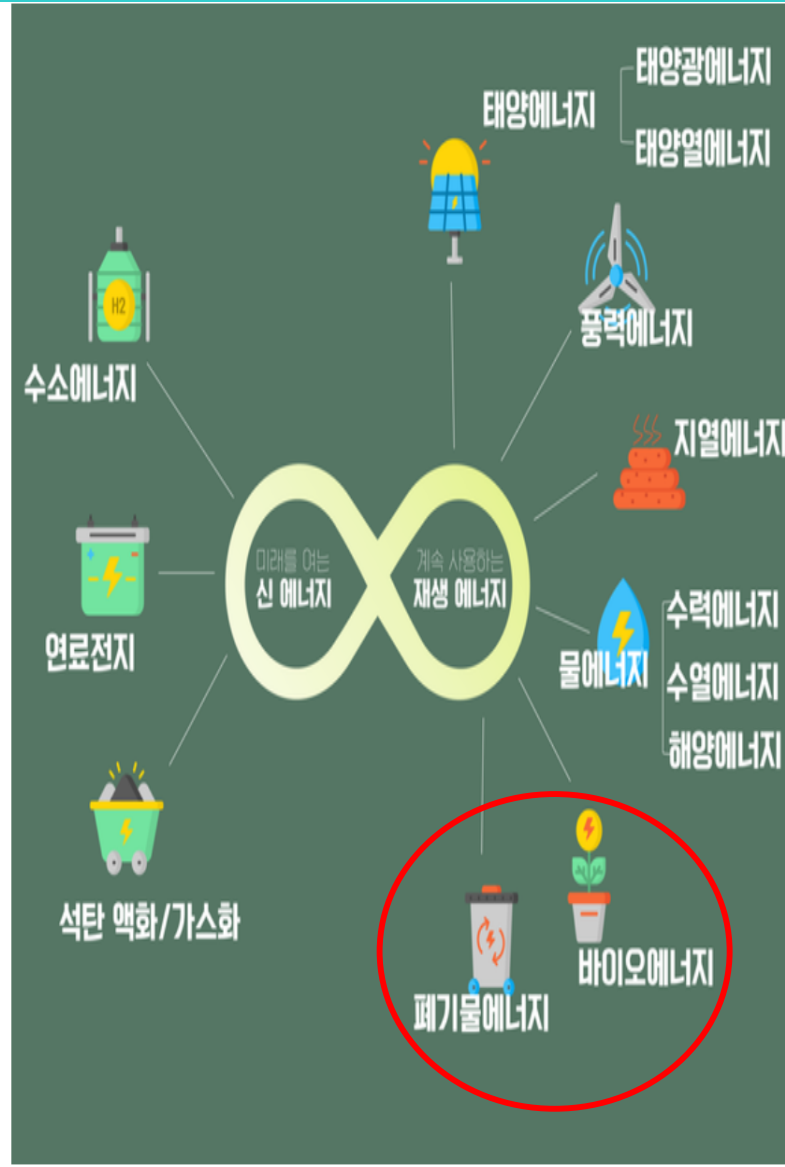 태양광에너지
태양에너지
태양열에너지
H2
풍력에너지
수소에너지
지열에너지
미래를 여는
신 에너지
계속 사용하는
재생 에너지
연료전지
물에너지
수력에너지
수열에너지
해양에너지
석탄 액화/가스화
바이오에너지
폐기물에너지